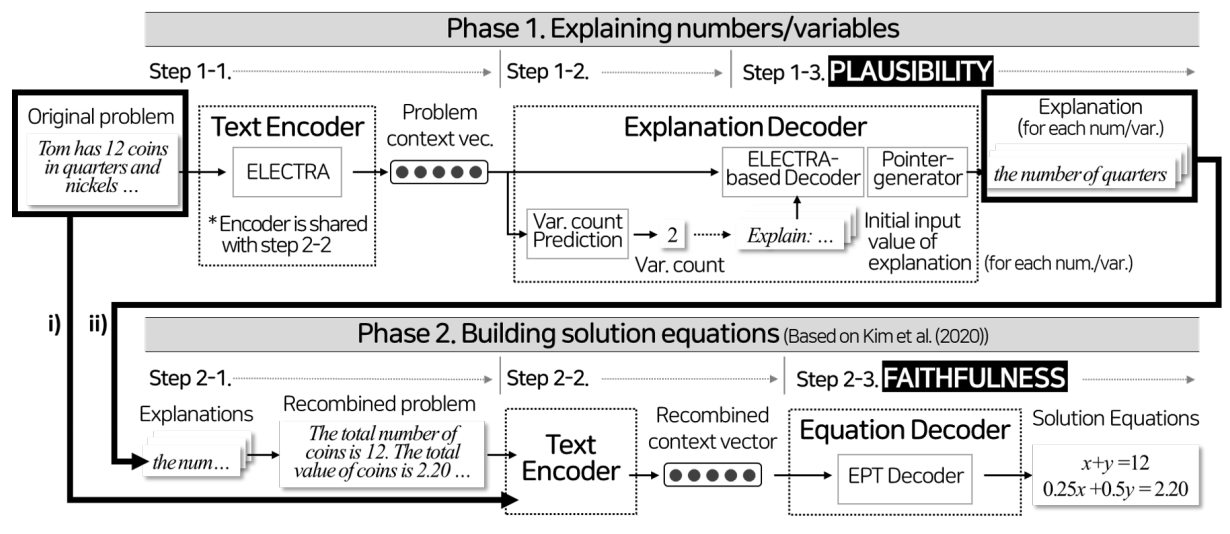 Phase 1. Explaining numbers/variables
Step 1-1.
Step 1-2.
Step 1-3. PLAUSIBILITY
Original problem
Tom has 12 coins
in quarters and
nickels ...
Text Encoder
ELECTRA
* Encoder is shared
with step 2-2
Problem
context vec.
Explanation Decoder
ELECTRA-
based Decoder
Pointer-
generator
Var. count
Prediction
2
Var. count
Explain: ...
Initial input
value of
explanation
(for each num./var.)
Explanation
(for each num/var.)
the number of quarters
i)
ii)
Phase 2. Building solution equations (Based on Kim et al. (2020))
Step 2-1.
Step 2-2.
Step 2-3. FAITHFULNESS
Explanations
the num...
Recombined problem
The total number of
coins is 12. The total
value of coins is 2.20 ...
Text
Encoder
Recombined
context vector
Equation Decoder
EPT Decoder
Solution Equations
x+y =12
0.25x +0.5y = 2.20